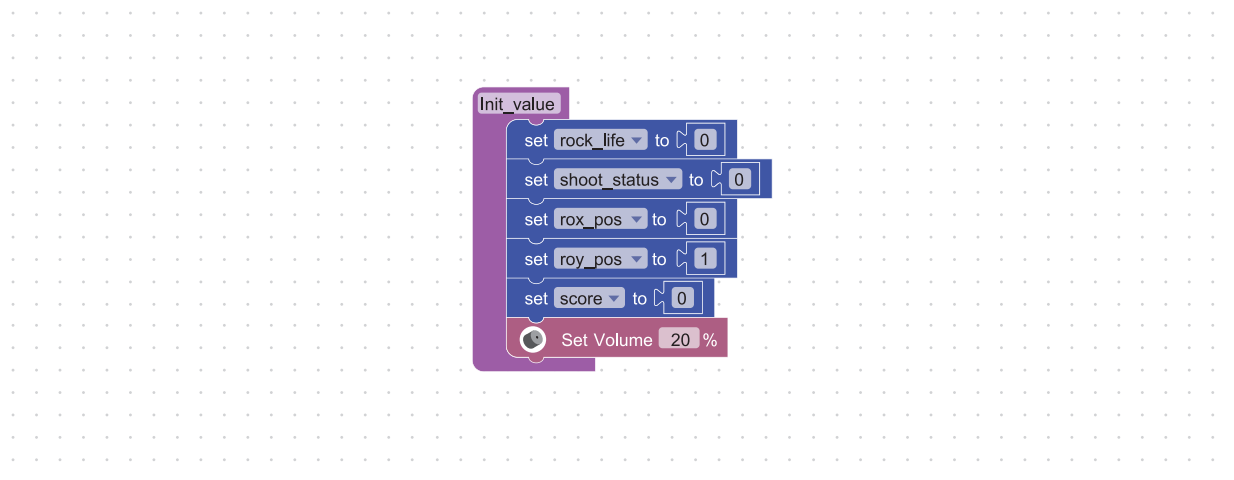 Init_value
set rock_life to 0
set shoot_status to 0
set rox_pos to 0
set roy_pos to 1
set score to 0
Set Volume 20 %